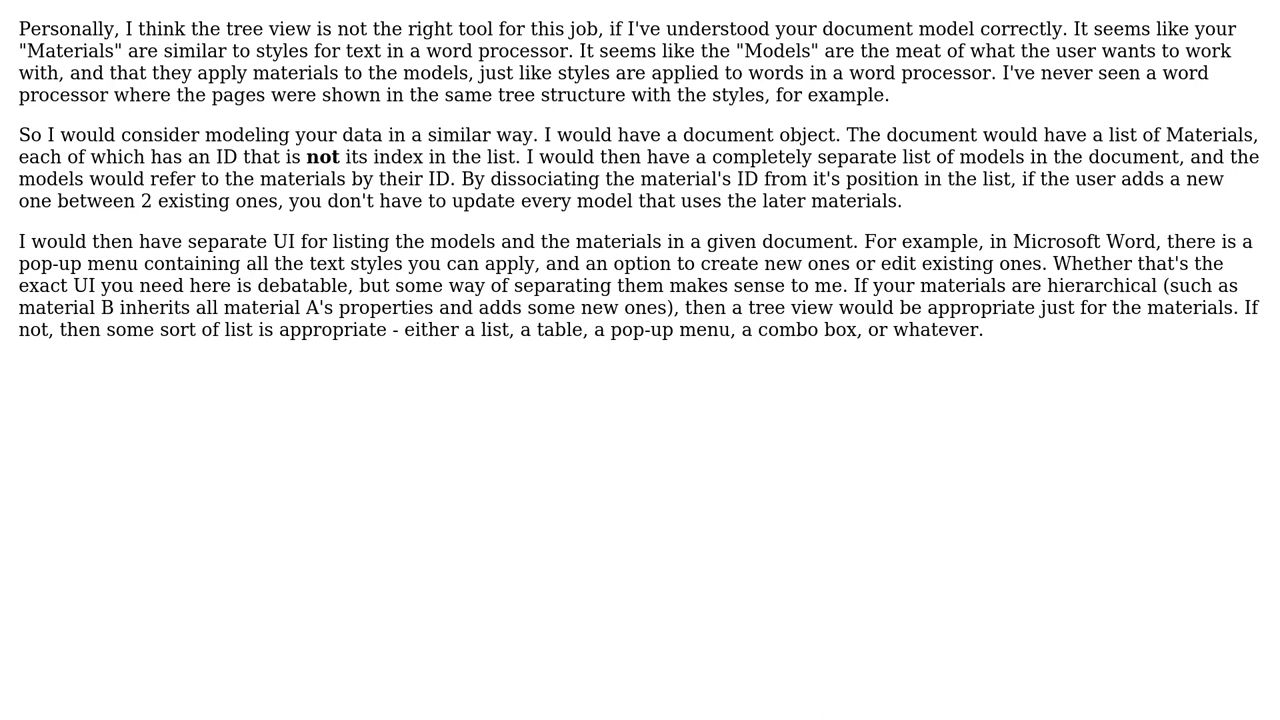 Personally, I think the tree view is not the right tool for this job, if I've understood your document model correctly. It seems like your
"Materials" are similar to styles for text in a word processor. It seems like the "Models" are the meat of what the user wants to work
with, and that they apply materials to the models, just like styles are applied to words in a word processor. I've never seen a word
processor where the pages were shown in the same tree structure with the styles, for example.
So I would consider modeling your data in a similar way. I would have a document object. The document would have a list of Materials,
each of which has an ID that is not its index in the list. I would then have a completely separate list of models in the document, and the
models would refer to the materials by their ID. By dissociating the material's ID from it's position in the list, if the user adds a new
one between 2 existing ones, you don't have to update every model that uses the later materials.
I would then have separate UI for listing the models and the materials in a given document. For example, in Microsoft Word, there is a
pop-up menu containing all the text styles you can apply, and an option to create new ones or edit existing ones. Whether that's the
exact UI you need here is debatable, but some way of separating them makes sense to me. If your materials are hierarchical (such as
material B inherits all material A's properties and adds some new ones), then a tree view would be appropriate just for the materials. If
not, then some sort of list is appropriate - either a list, a table, a pop-up menu, a combo box, or whatever.